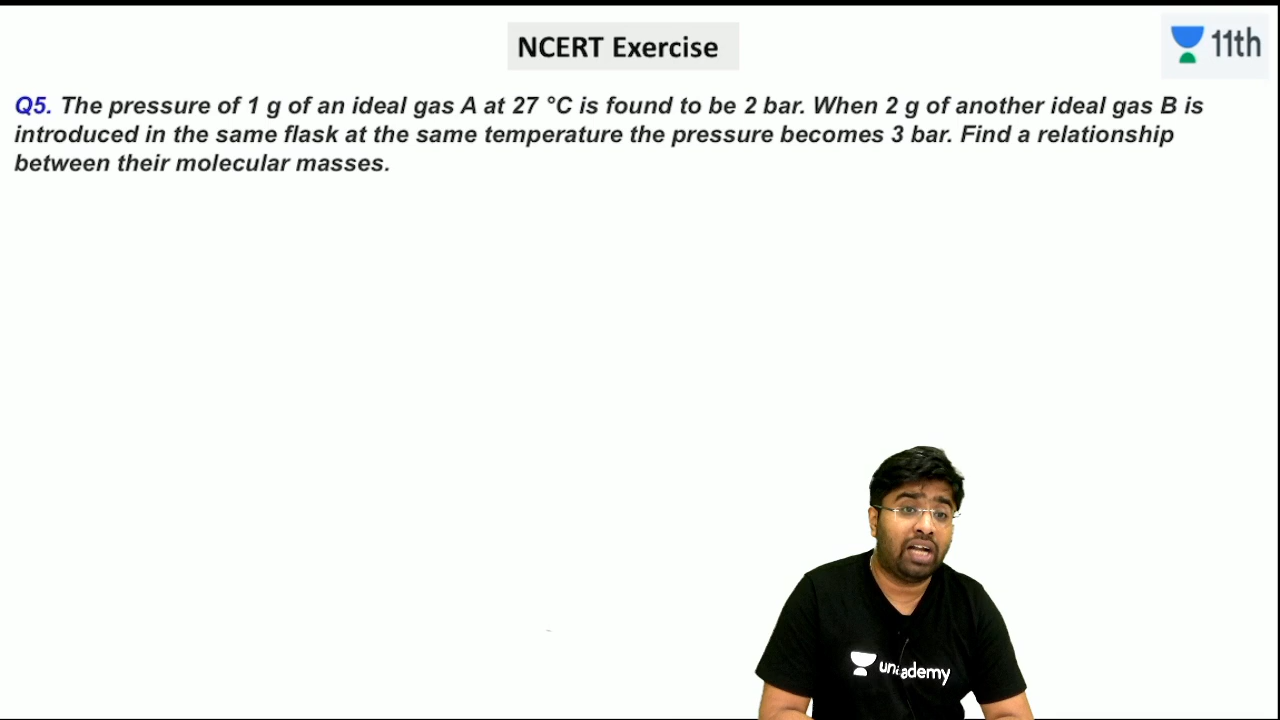 NCERT Exercise
11th
Q5. The pressure of 1 g of an ideal gas A at 27 °C is found to be 2 bar. When 2 g of another ideal gas B is
introduced in the same flask at the same temperature the pressure becomes 3 bar. Find a relationship
between their molecular masses.
unacademy